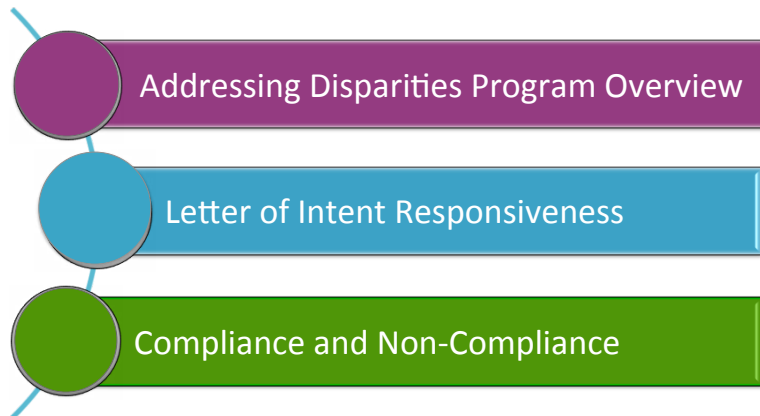 Addressing Disparities Program Overview
Letter of Intent Responsiveness
Compliance and Non-Compliance